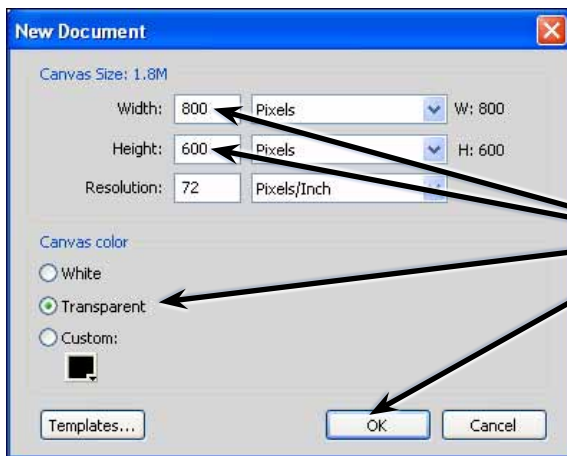 New Document
Canvas Size: 1.8M
Width: 800 Pixels W: 800
Height: 600 Pixels H: 600
Resolution: 72 Pixels/Inch
Canvas color
White
Transparent
Custom:
Templates... OK Cancel